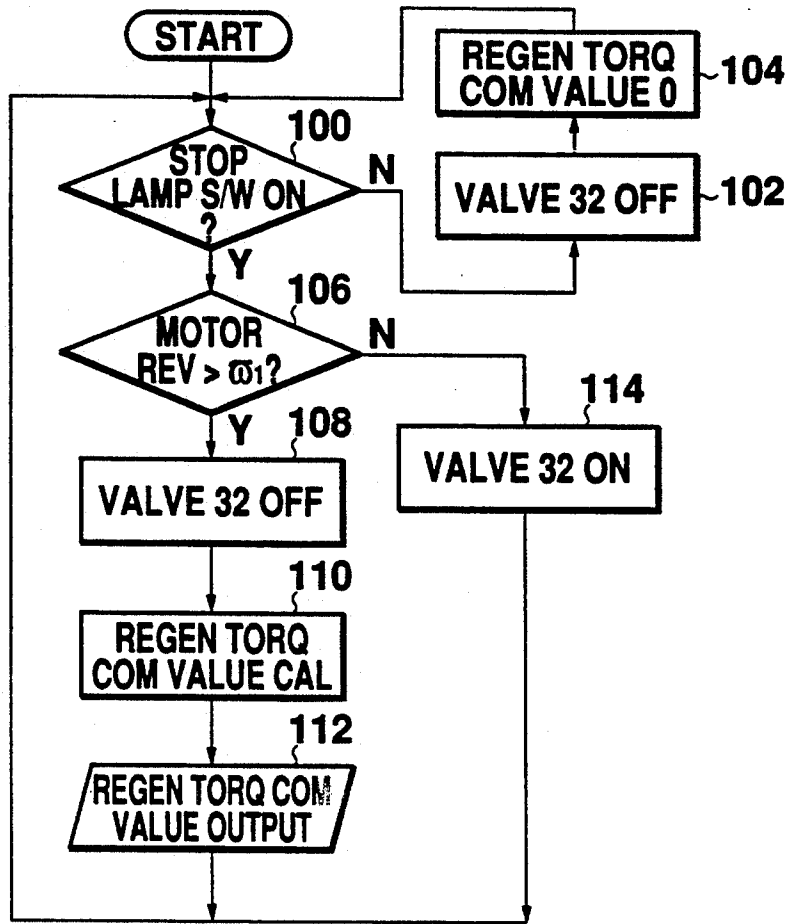 START
REGEN TORQ
COM VALUE 0
104
100
STOP
LAMP S/W ON
?
N
VALVE 32 OFF
102
Y
106
MOTOR
REV > ϖ1?
N
Y
108
VALVE 32 OFF
114
VALVE 32 ON
110
REGEN TORQ
COM VALUE CAL
112
REGEN TORQ COM
VALUE OUTPUT